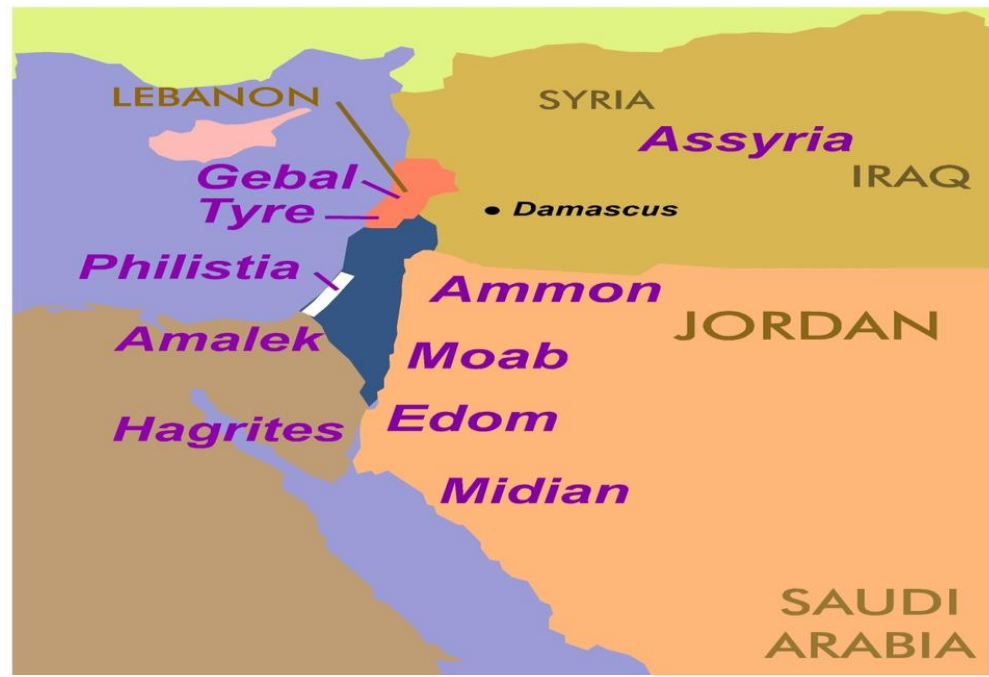 LEBANON
SYRIA
Assyria
IRAQ
Gebal
Tyre
Damascus
Philistia
Ammon
JORDAN
Amalek
Moab
Hagrites
Edom
Midian
SAUDI
ARABIA